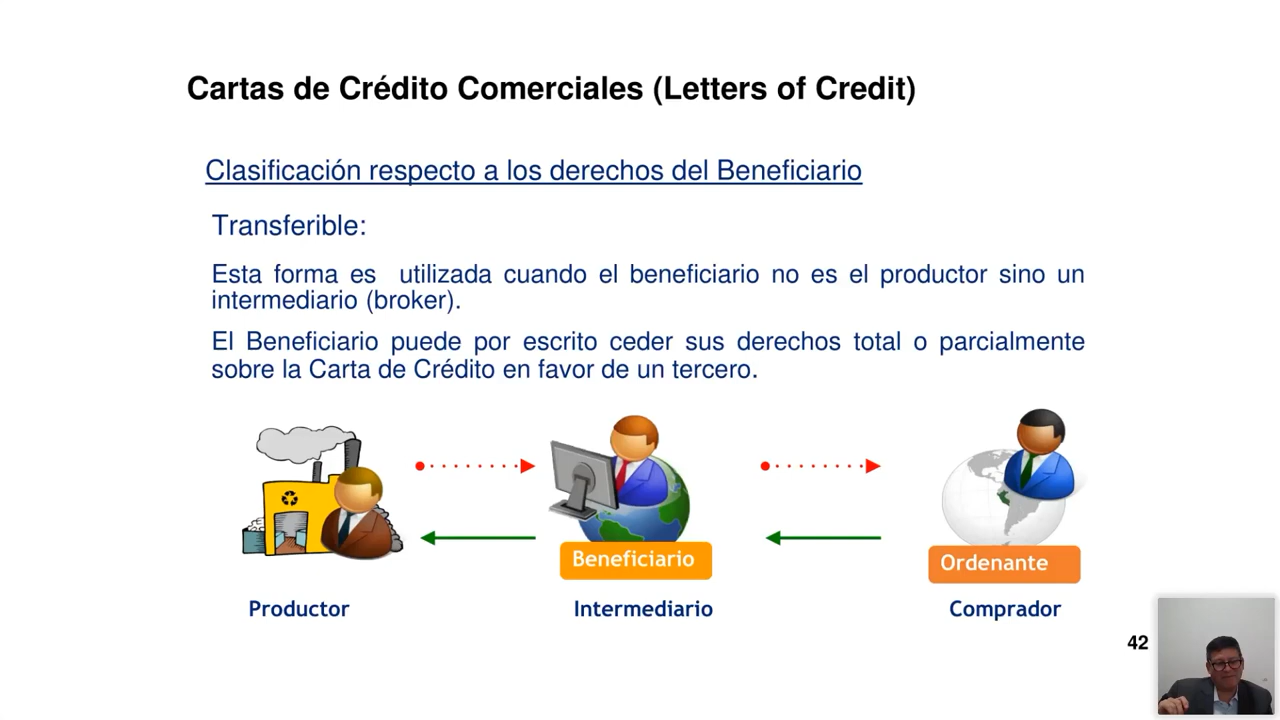 Cartas de Crédito Comerciales (Letters of Credit)
Clasificación respecto a los derechos del Beneficiario
Transferible:
Esta forma es utilizada cuando el beneficiario no es el productor sino un
intermediario (broker).
El Beneficiario puede por escrito ceder sus derechos total o parcialmente
sobre la Carta de Crédito en favor de un tercero.
Beneficiario
Ordenante
Productor
Intermediario
Comprador
42